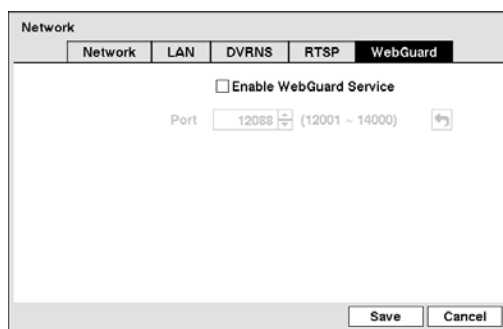 Network
Network LAN DVRNS RTSP WebGuard
Enable WebGuard Service
Port 12088 (12001 ~ 14000)
Save Cancel